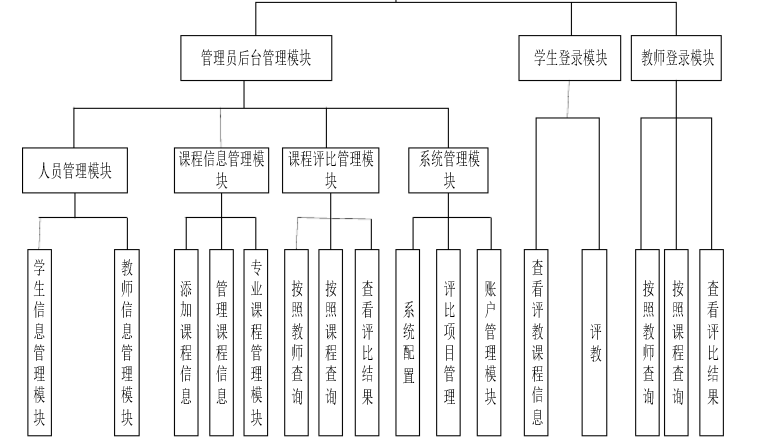 管理员后台管理模块
学生登录模块
教师登录模块
人员管理模块
课程信息管理模
块
课程评比管理模
块
系统管理模
块
学生信息管理模块
教师信息管理模块
添加课程信息
管理课程信息
专业课程管理模块
按照教师查询
按照课程查询
查看评比结果
系统配置
评比项目管理
账户管理模块
查看评教课程信息
评教
按照教师查询
按照课程查询
查看评比结果